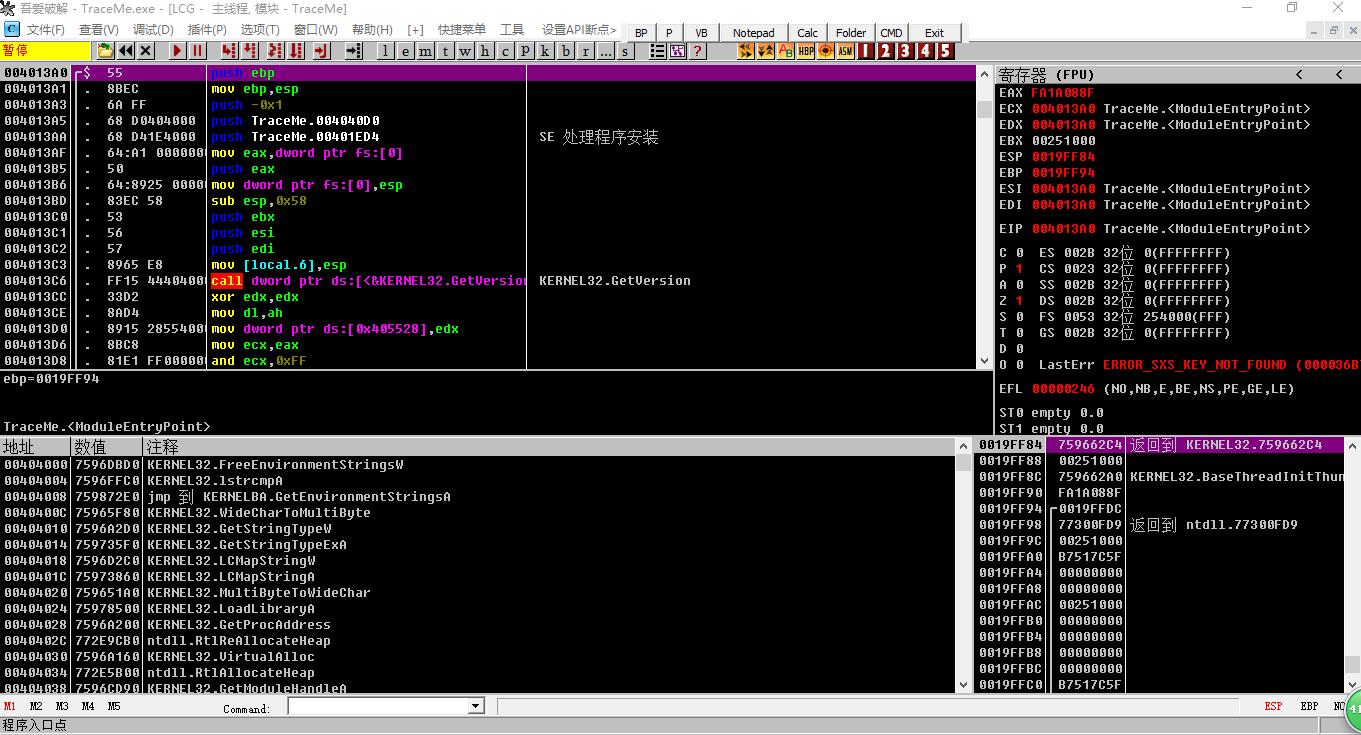 吾爱破解 - TraceMe.exe - [LCG - 主线程, 模块 - TraceMe]
文件(F) 查看(V) 调试(D) 插件(P) 选项(T) 窗口(W) 帮助(H) [+] 快捷菜单 工具 设置API断点> BP P VB Notepad Calc Folder CMD Exit
暂停 l e m t w h c p k b r ... s ? HBP ASM 1 2 3 4 5
004013A0 $ 55 push ebp
004013A1 . 8BEC mov ebp,esp
004013A3 . 6A FF push -0x1
004013A5 . 68 D0404000 push TraceMe.004040D0
004013AA . 68 D41E4000 push TraceMe.00401ED4 SE 处理程序安装
004013AF . 64:A1 0000000 mov eax,dword ptr fs:[0]
004013B5 . 50 push eax
004013B6 . 64:8925 00000 mov dword ptr fs:[0],esp
004013BD . 83EC 58 sub esp,0x58
004013C0 . 53 push ebx
004013C1 . 56 push esi
004013C2 . 57 push edi
004013C3 . 8965 E8 mov [local.6],esp
004013C6 . FF15 44404000 call dword ptr ds:[<&KERNEL32.GetVersion KERNEL32.GetVersion
004013CC . 33D2 xor edx,edx
004013CE . 8AD4 mov dl,ah
004013D0 . 8915 28554000 mov dword ptr ds:[0x405528],edx
004013D6 . 8BC8 mov ecx,eax
004013D8 . 81E1 FF000000 and ecx,0xFF
ebp=0019FF94
TraceMe.<ModuleEntryPoint>
寄存器 (FPU) < <
EAX FA1A088F
ECX 004013A0 TraceMe.<ModuleEntryPoint>
EDX 004013A0 TraceMe.<ModuleEntryPoint>
EBX 00251000
ESP 0019FF84
EBP 0019FF94
ESI 004013A0 TraceMe.<ModuleEntryPoint>
EDI 004013A0 TraceMe.<ModuleEntryPoint>
EIP 004013A0 TraceMe.<ModuleEntryPoint>
C 0 ES 002B 32位 0(FFFFFFFF)
P 1 CS 0023 32位 0(FFFFFFFF)
A 0 SS 002B 32位 0(FFFFFFFF)
Z 1 DS 002B 32位 0(FFFFFFFF)
S 0 FS 0053 32位 254000(FFF)
T 0 GS 002B 32位 0(FFFFFFFF)
D 0
O 0 LastErr ERROR_SXS_KEY_NOT_FOUND (000036B7
EFL 00000246 (NO,NB,E,BE,NS,PE,GE,LE)
ST0 empty 0.0
ST1 empty 0.0
地址 数值 注释
00404000 7596DBD0 KERNEL32.FreeEnvironmentStringsW
00404004 7596FFC0 KERNEL32.lstrcmpA
00404008 759872E0 jmp 到 KERNELBA.GetEnvironmentStringsA
0040400C 75965F80 KERNEL32.WideCharToMultiByte
00404010 7596A2D0 KERNEL32.GetStringTypeW
00404014 759735F0 KERNEL32.GetStringTypeExA
00404018 7596D2C0 KERNEL32.LCMapStringW
0040401C 75973860 KERNEL32.LCMapStringA
00404020 759651A0 KERNEL32.MultiByteToWideChar
00404024 75978500 KERNEL32.LoadLibraryA
00404028 7596A200 KERNEL32.GetProcAddress
0040402C 772E9CB0 ntdll.RtlReAllocateHeap
00404030 7596A160 KERNEL32.VirtualAlloc
00404034 772E5B00 ntdll.RtlAllocateHeap
00404038 7596CD90 KERNEL32.GetModuleHandleA
0019FF84 759662C4 返回到 KERNEL32.759662C4
0019FF88 00251000
0019FF8C 759662A0 KERNEL32.BaseThreadInitThun
0019FF90 FA1A088F
0019FF94 0019FFDC
0019FF98 77300FD9 返回到 ntdll.77300FD9
0019FF9C 00251000
0019FFA0 B7517C5F
0019FFA4 00000000
0019FFA8 00000000
0019FFAC 00251000
0019FFB0 00000000
0019FFB4 00000000
0019FFB8 00000000
0019FFBC 00000000
0019FFC0 B7517C5F
M1 M2 M3 M4 M5 Command: ESP EBP NO
程序入口点 41